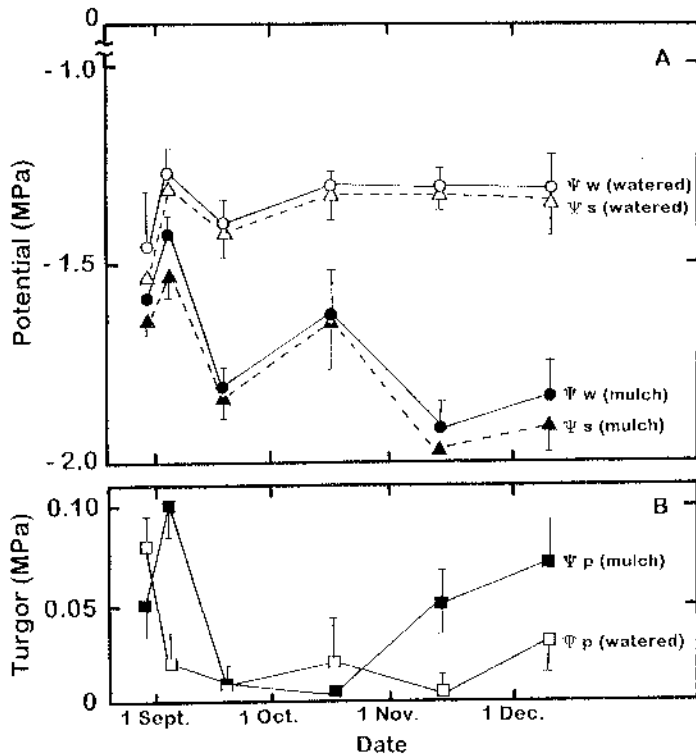 0
A
- 1.0
Ψ w (watered)
Ψ s (watered)
- 1.5
Potential (MPa)
Ψ w (mulch)
Ψ s (mulch)
- 2.0
B
0.10
Ψ p (mulch)
0.05
Turgor (MPa)
Ψ p (watered)
0
1 Sept. 1 Oct. 1 Nov. 1 Dec.
Date